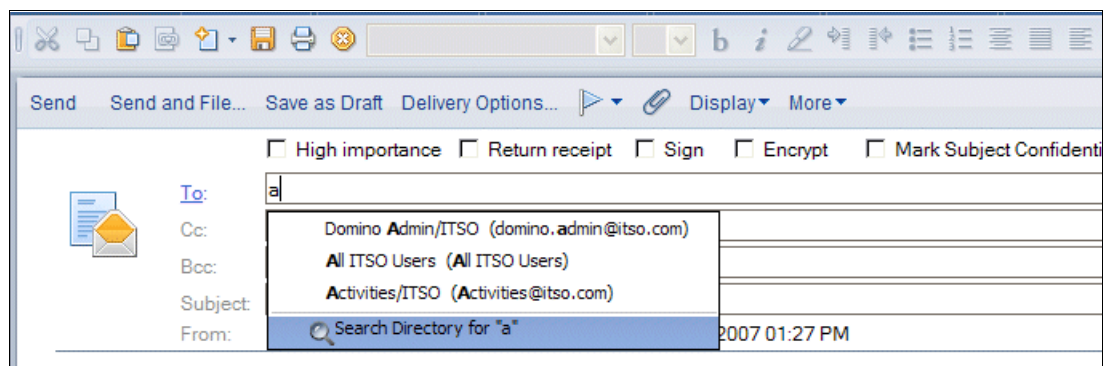 b i
Send Send and File... Save as Draft Delivery Options... Display More
High importance Return receipt Sign Encrypt Mark Subject Confidenti
To: a
Domino Admin/ITSO (domino.admin@itso.com)
Cc:
All ITSO Users (All ITSO Users)
Bcc:
Activities/ITSO (Activities@itso.com)
Subject:
Search Directory for "a"
From: 2007 01:27 PM